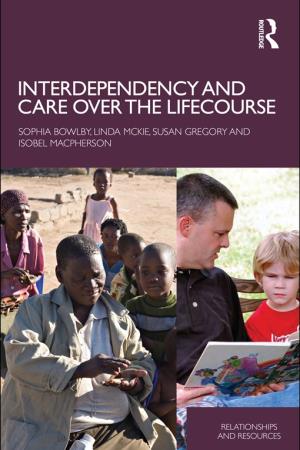 Routledge
INTERDEPENDENCY AND
CARE OVER THE LIFECOURSE
SOPHIA BOWLBY, LINDA MCKIE, SUSAN GREGORY AND
ISOBEL MACPHERSON
RELATIONSHIPS
AND RESOURCES